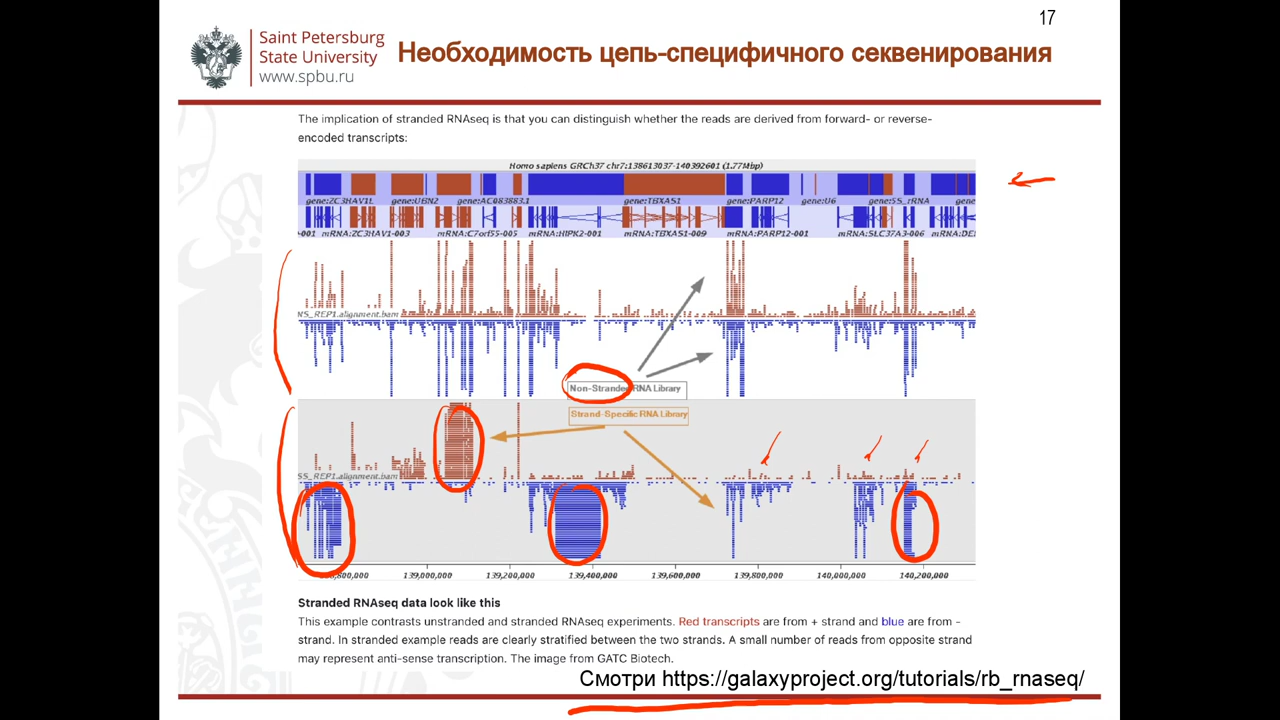 17
Saint Petersburg
State University
www.spbu.ru
Необходимость цепь-специфичного секвенирования
The implication of stranded RNAseq is that you can distinguish whether the reads are derived from forward- or reverse-
encoded transcripts:
Homo sapiens GRCh37 chr7:138613037-140392601 (1.77Mbp)
gene:ZC3HAV1L gene:UBN2 gene:AC083883.1 gene:TBXAS1 gene:PARP12 gene:U6 gene:5S_rRNA gene:
-001 mRNA:ZC3HAV1-003 mRNA:C7orf55-005 mRNA:HIPK2-001 mRNA:TBXAS1-009 mRNA:PARP12-001 mRNA:SLC37A3-006 mRNA:DE
NS_REP1.alignment.bam
Non-Stranded RNA Library
Strand-Specific RNA Library
SS_REP1.alignment.bam
800,000 139,000,000 139,200,000 139,400,000 139,600,000 139,800,000 140,000,000 140,200,000
Stranded RNAseq data look like this
This example contrasts unstranded and stranded RNAseq experiments. Red transcripts are from + strand and blue are from -
strand. In stranded example reads are clearly stratified between the two strands. A small number of reads from opposite strand
may represent anti-sense transcription. The image from GATC Biotech.
Смотри https://galaxyproject.org/tutorials/rb_rnaseq/